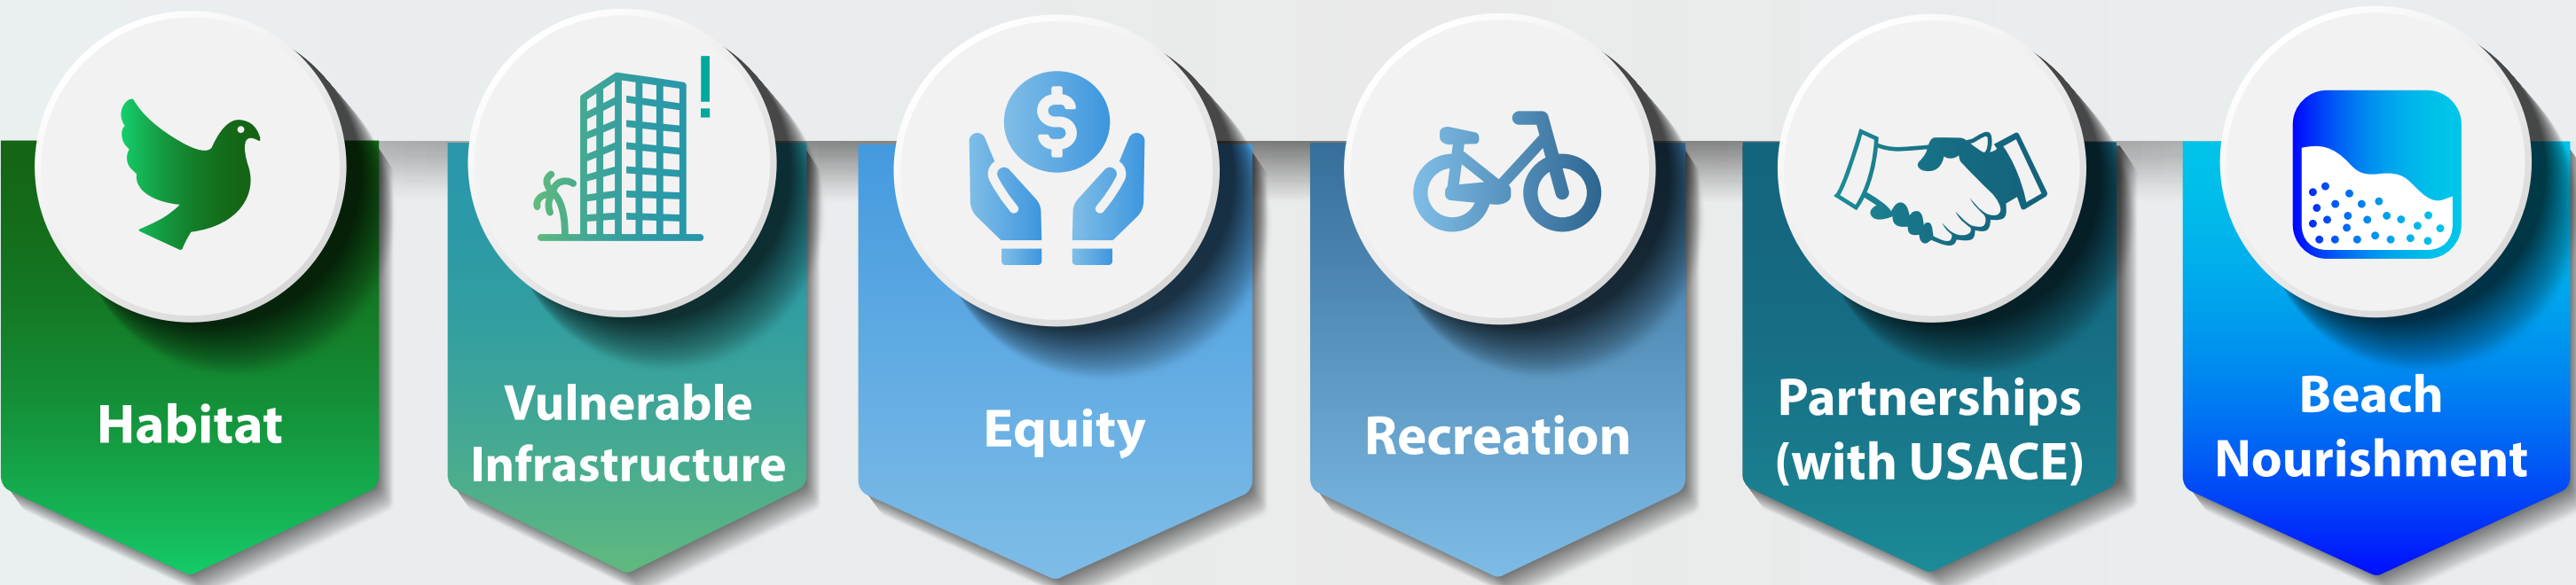 Habitat
Vulnerable
Infrastructure
$
Equity
Recreation
Partnerships
(with USACE)
Beach
Nourishment